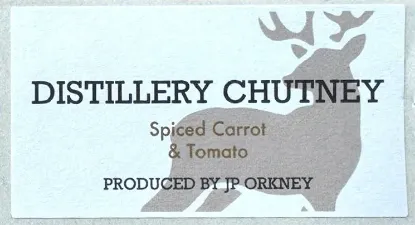 DISTILLERY CHUTNEY
Spiced Carrot
& Tomato
PRODUCED BY JP ORKNEY